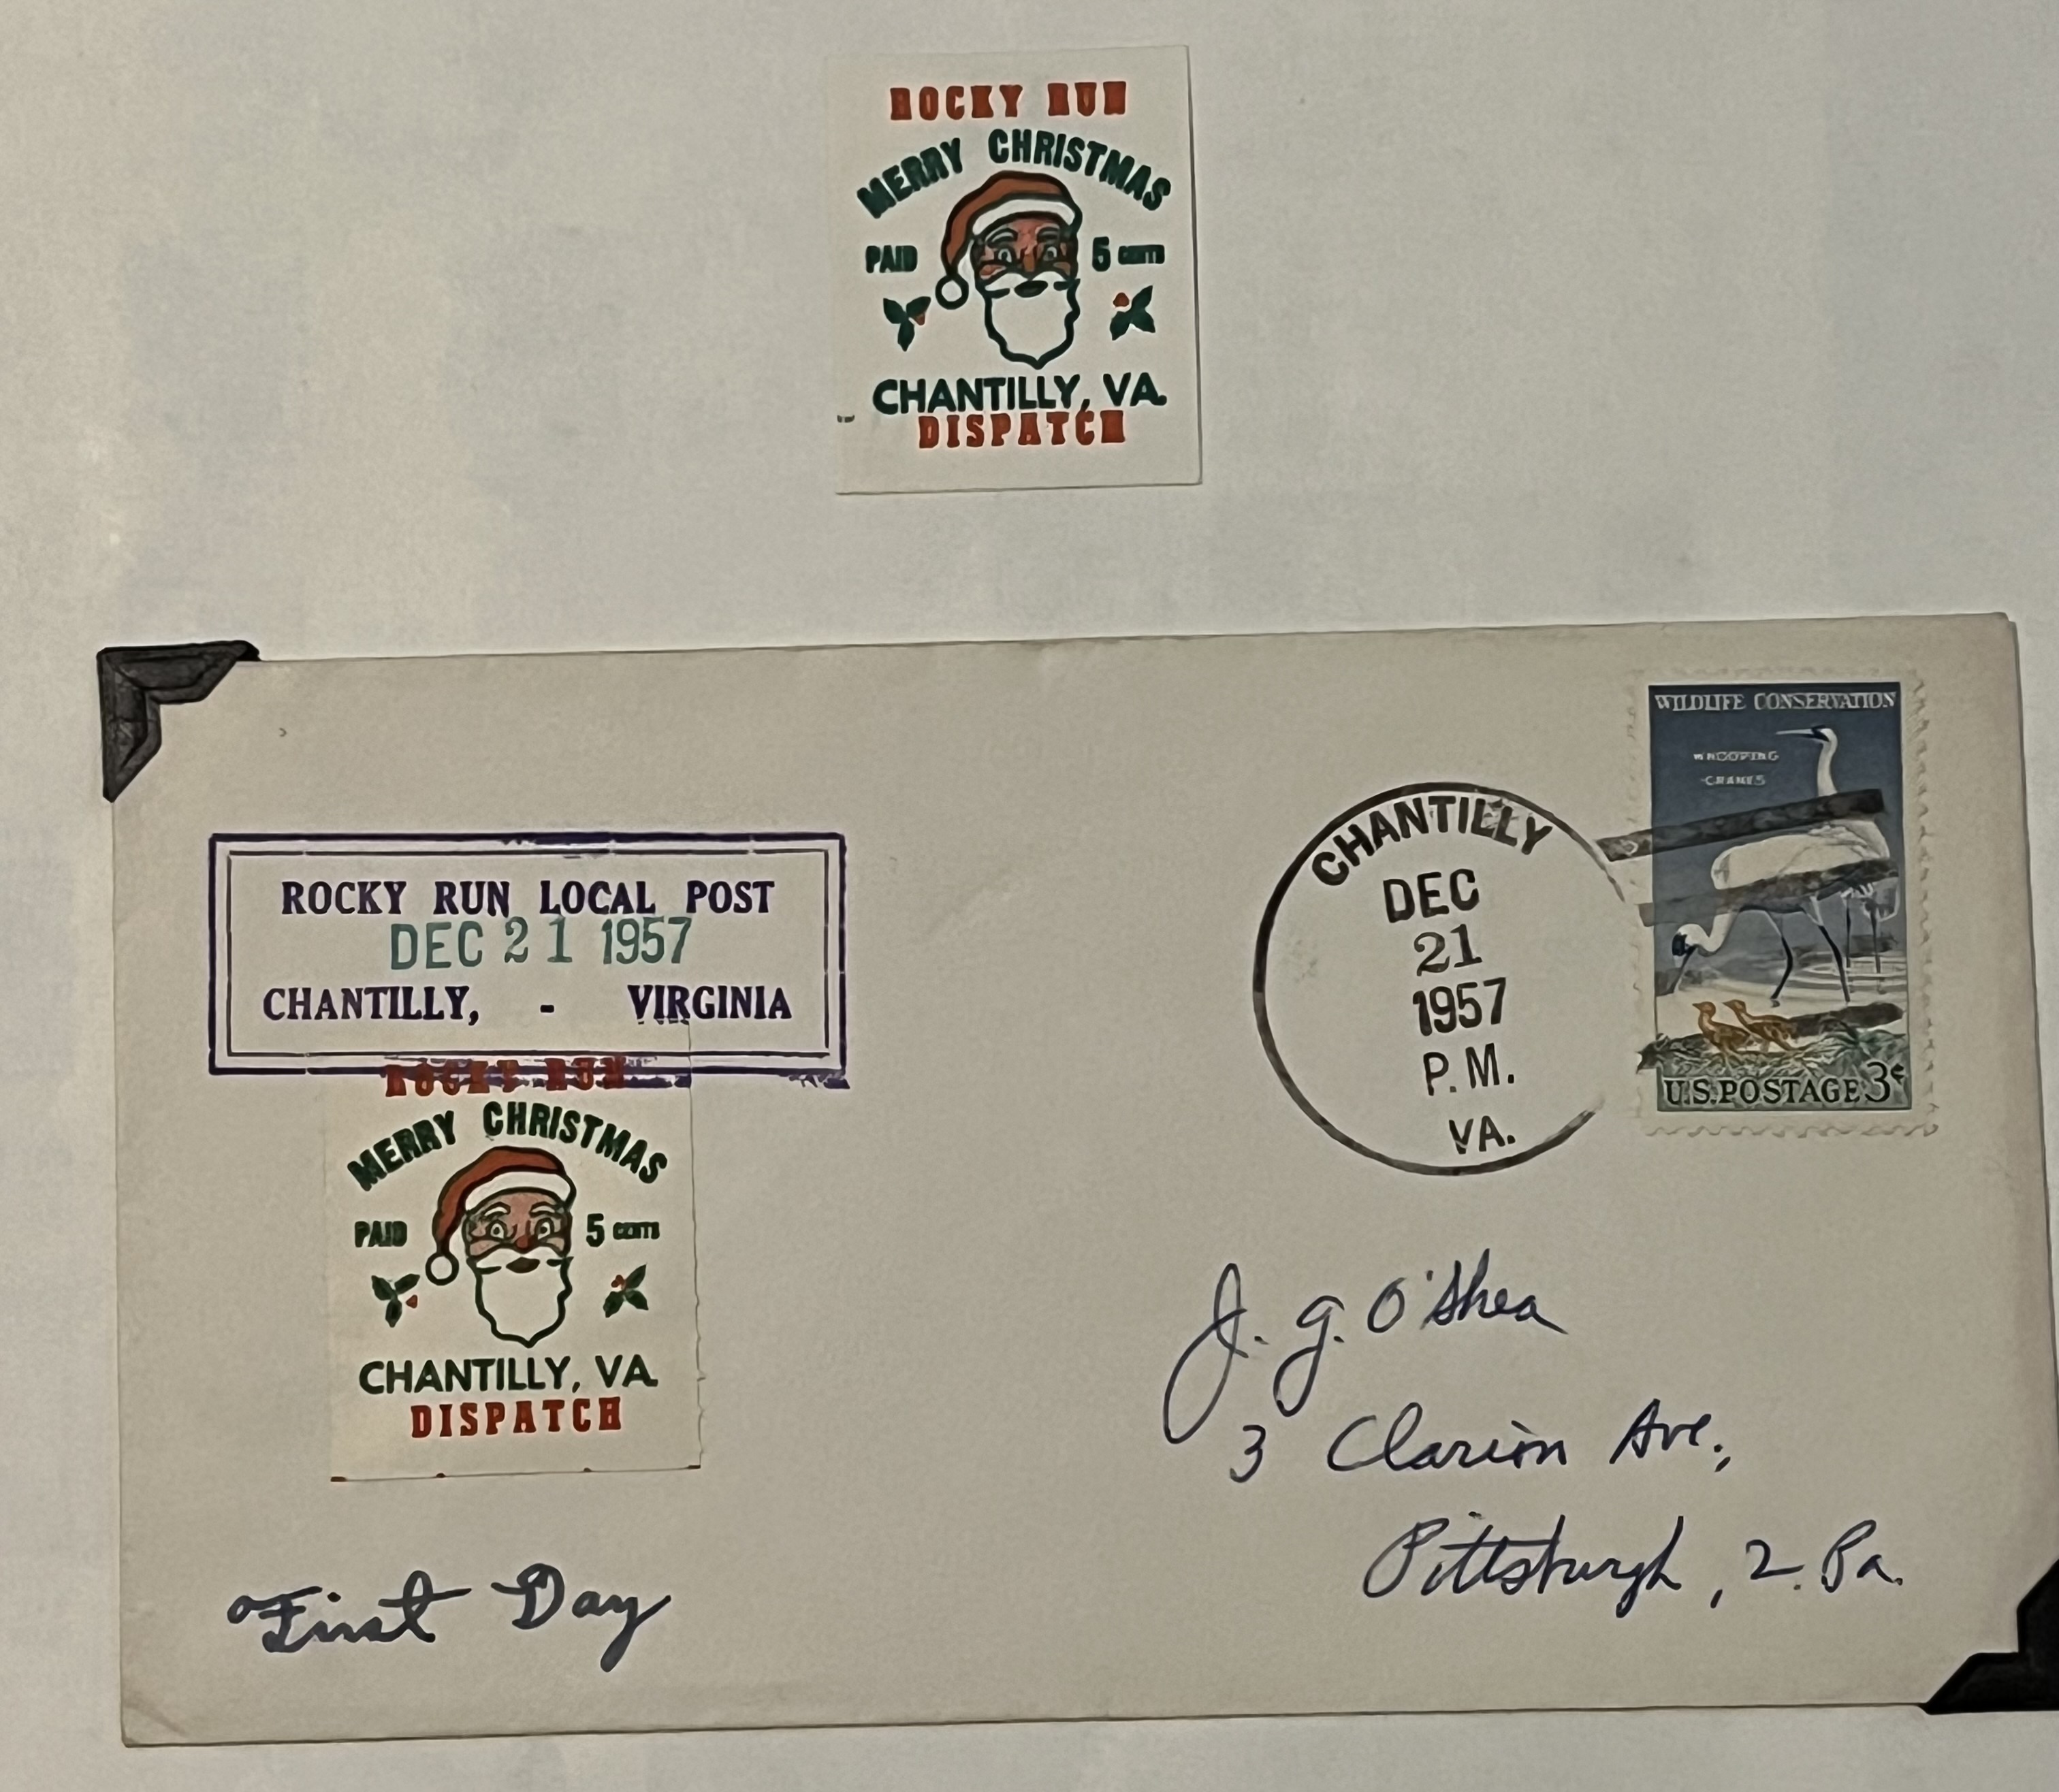 ROCKY RUN
MERRY CHRISTMAS
PAID 5 CENTS
CHANTILLY, VA.
DISPATCH
WILDLIFE CONSERVATION
WHOOPING
CRANES
U.S. POSTAGE 3¢
CHANTILLY
DEC
21
1957
P.M.
VA.
ROCKY RUN LOCAL POST
DEC 21 1957
CHANTILLY, - VIRGINIA
ROCKY RUN
MERRY CHRISTMAS
PAID 5 CENTS
CHANTILLY, VA.
DISPATCH
First Day
J. G. O'Shea
3 Clarion Ave.,
Pittsburgh, 2. Pa.